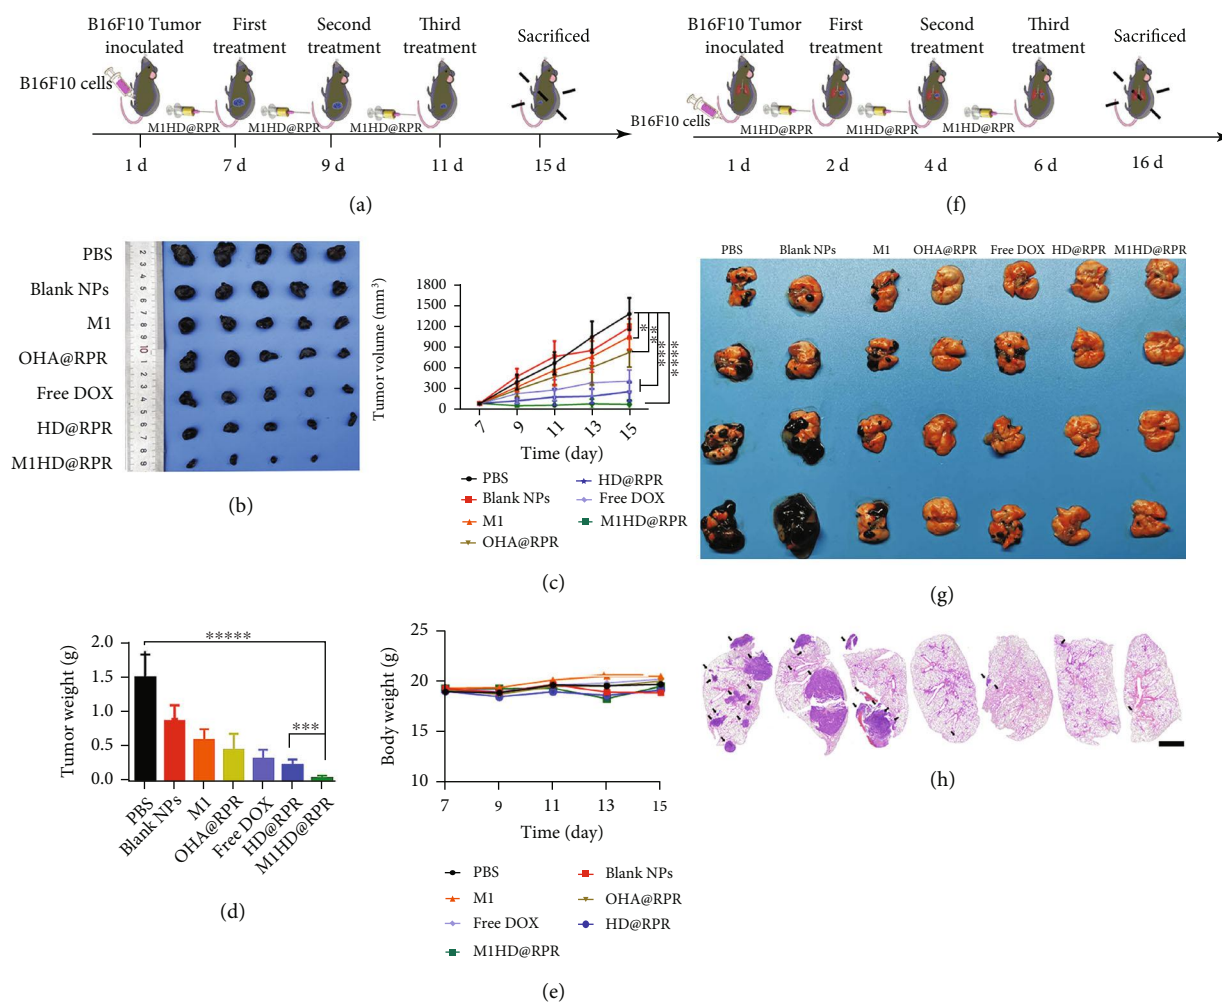 B16F10 Tumor
inoculated
First
treatment
Second
treatment
Third
treatment
Sacrificed
B16F10 cells
M1HD@RPR
M1HD@RPR
M1HD@RPR
1 d
7 d
9 d
11 d
15 d
(a)
B16F10 Tumor
inoculated
First
treatment
Second
treatment
Third
treatment
Sacrificed
B16F10 cells
M1HD@RPR
M1HD@RPR
M1HD@RPR
1 d
2 d
4 d
6 d
16 d
(f)
PBS
Blank NPs
M1
OHA@RPR
Free DOX
HD@RPR
M1HD@RPR
(b)
Tumor volume (mm³)
1800
1500
1200
900
600
300
0
7
9
11
13
15
*
**
****
****
Time (day)
PBS
HD@RPR
Blank NPs
Free DOX
M1
M1HD@RPR
OHA@RPR
(c)
PBS
Blank NPs
M1
OHA@RPR
Free DOX
HD@RPR
M1HD@RPR
(g)
Tumor weight (g)
2.0
1.5
1.0
0.5
0.0
*****
***
PBS
Blank NPs
M1
OHA@RPR
Free DOX
HD@RPR
M1HD@RPR
(d)
Body weight (g)
25
20
15
10
7
9
11
13
15
Time (day)
PBS
Blank NPs
M1
OHA@RPR
Free DOX
HD@RPR
M1HD@RPR
(e)
(h)